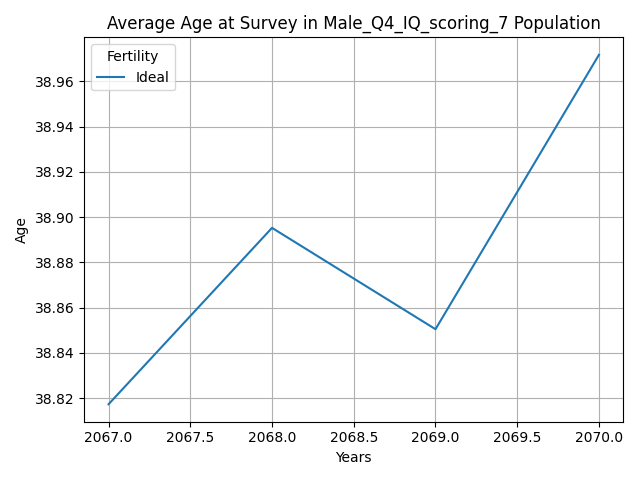 Average Age at Survey in Male_Q4_IQ_scoring_7 Population
Fertility
Ideal
38.96
38.94
38.92
38.90
38.88
38.86
38.84
38.82
Age
2067.0 2067.5 2068.0 2068.5 2069.0 2069.5 2070.0
Years